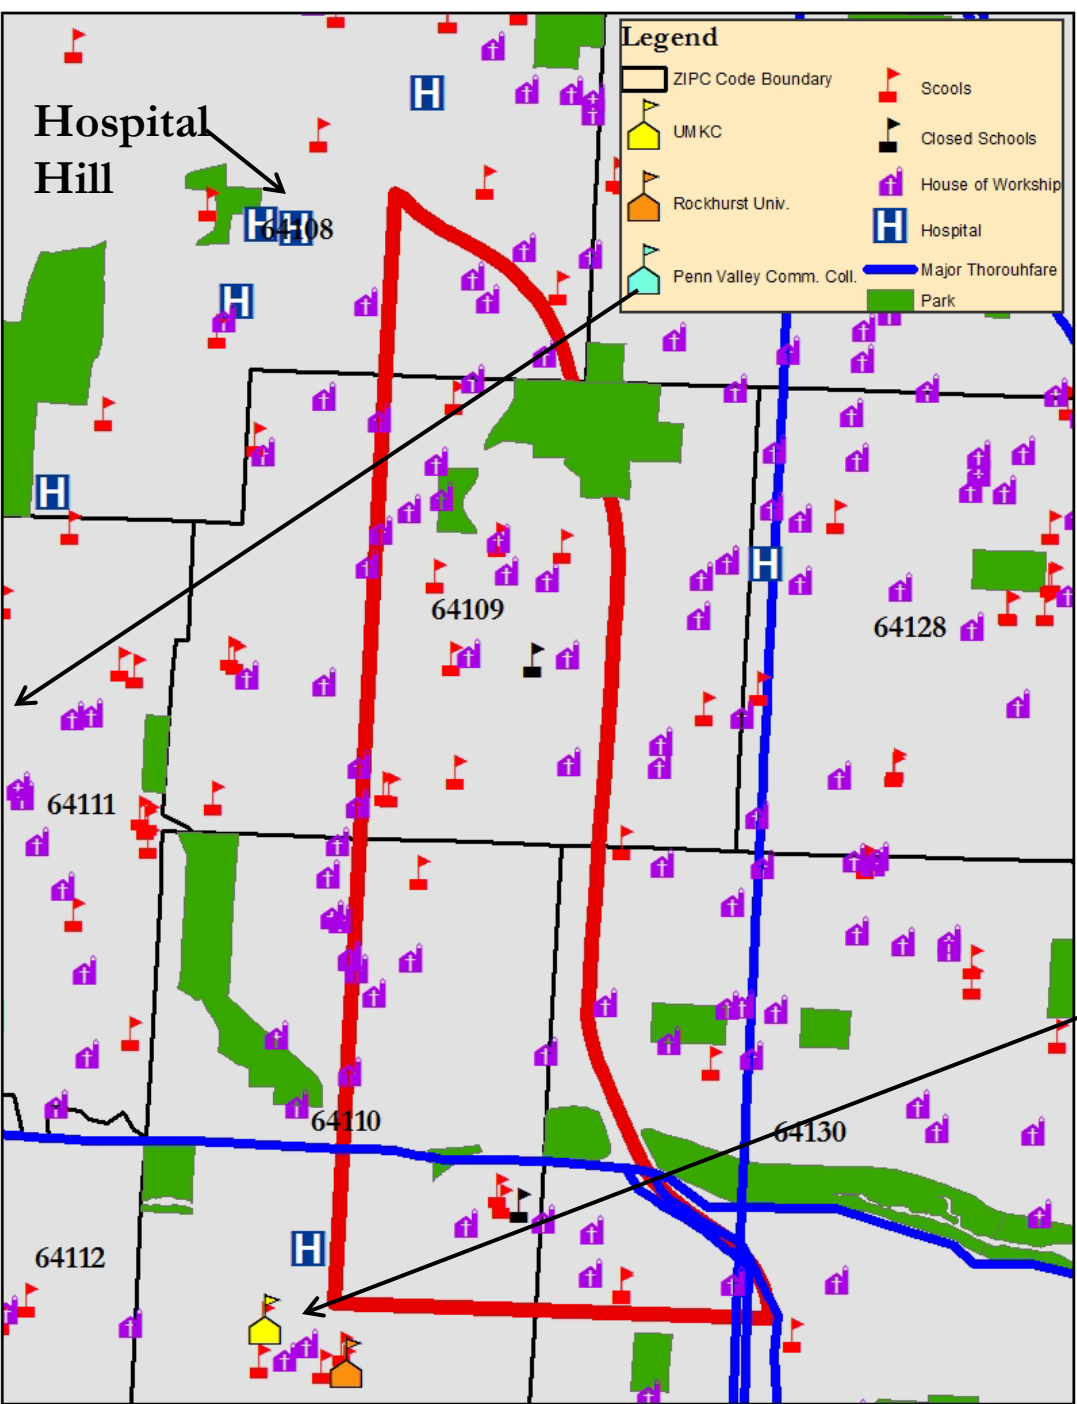 Legend
ZIPC Code Boundary
UMKC
Rockhurst Univ.
Penn Valley Comm. Coll.
Scools
Closed Schools
House of Workship
H Hospital
Major Thorouhfare
Park
H
Hospital
Hill
H H
64108
H
H
H
64109
64128
64111
64110
64130
H
64112